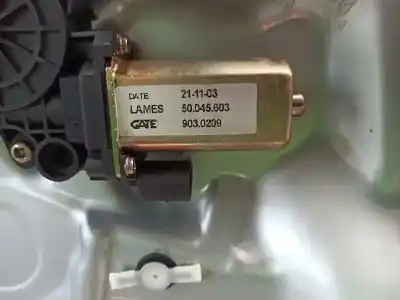 DATE 21-11-03
LAMES 50.045.603
GATE 903.0209